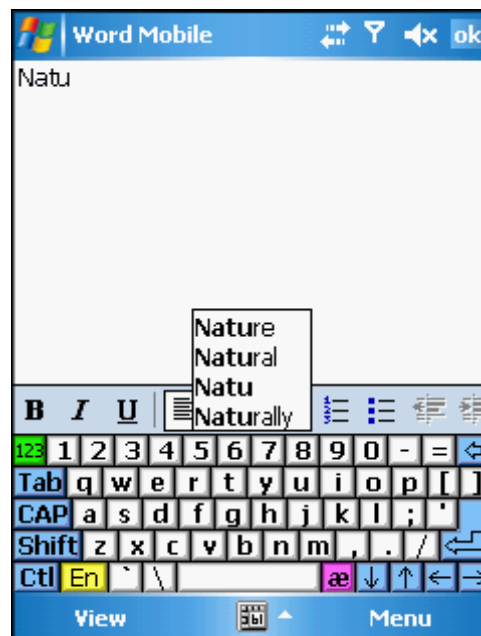 Word Mobile ok
Natu
Nature
Natural
Natu
Naturally
B I U
123 1 2 3 4 5 6 7 8 9 0 - =
Tab q w e r t y u i o p [ ]
CAP a s d f g h j k l ; '
Shift z x c v b n m , . /
Ctl En ` \ æ ↓ ↑ ← →
View Menu